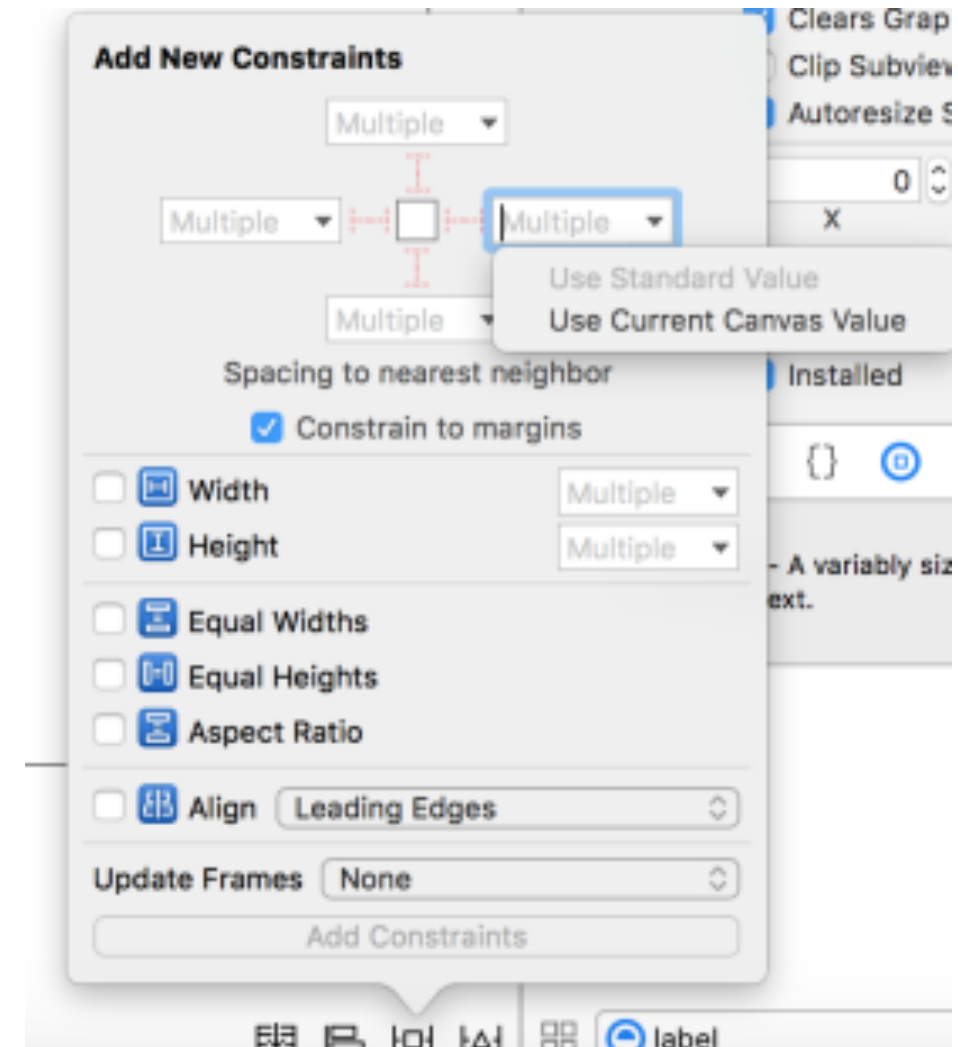 Clears Grap
Add New Constraints
Clip Subview
Multiple
Autoresize S
0
Multiple
Multiple
X
Use Standard Value
Multiple
Use Current Canvas Value
Spacing to nearest neighbor
Installed
Constrain to margins
{}
Width
Multiple
Height
Multiple
- A variably siz
ext.
Equal Widths
Equal Heights
Aspect Ratio
Align
Leading Edges
Update Frames
None
Add Constraints
label